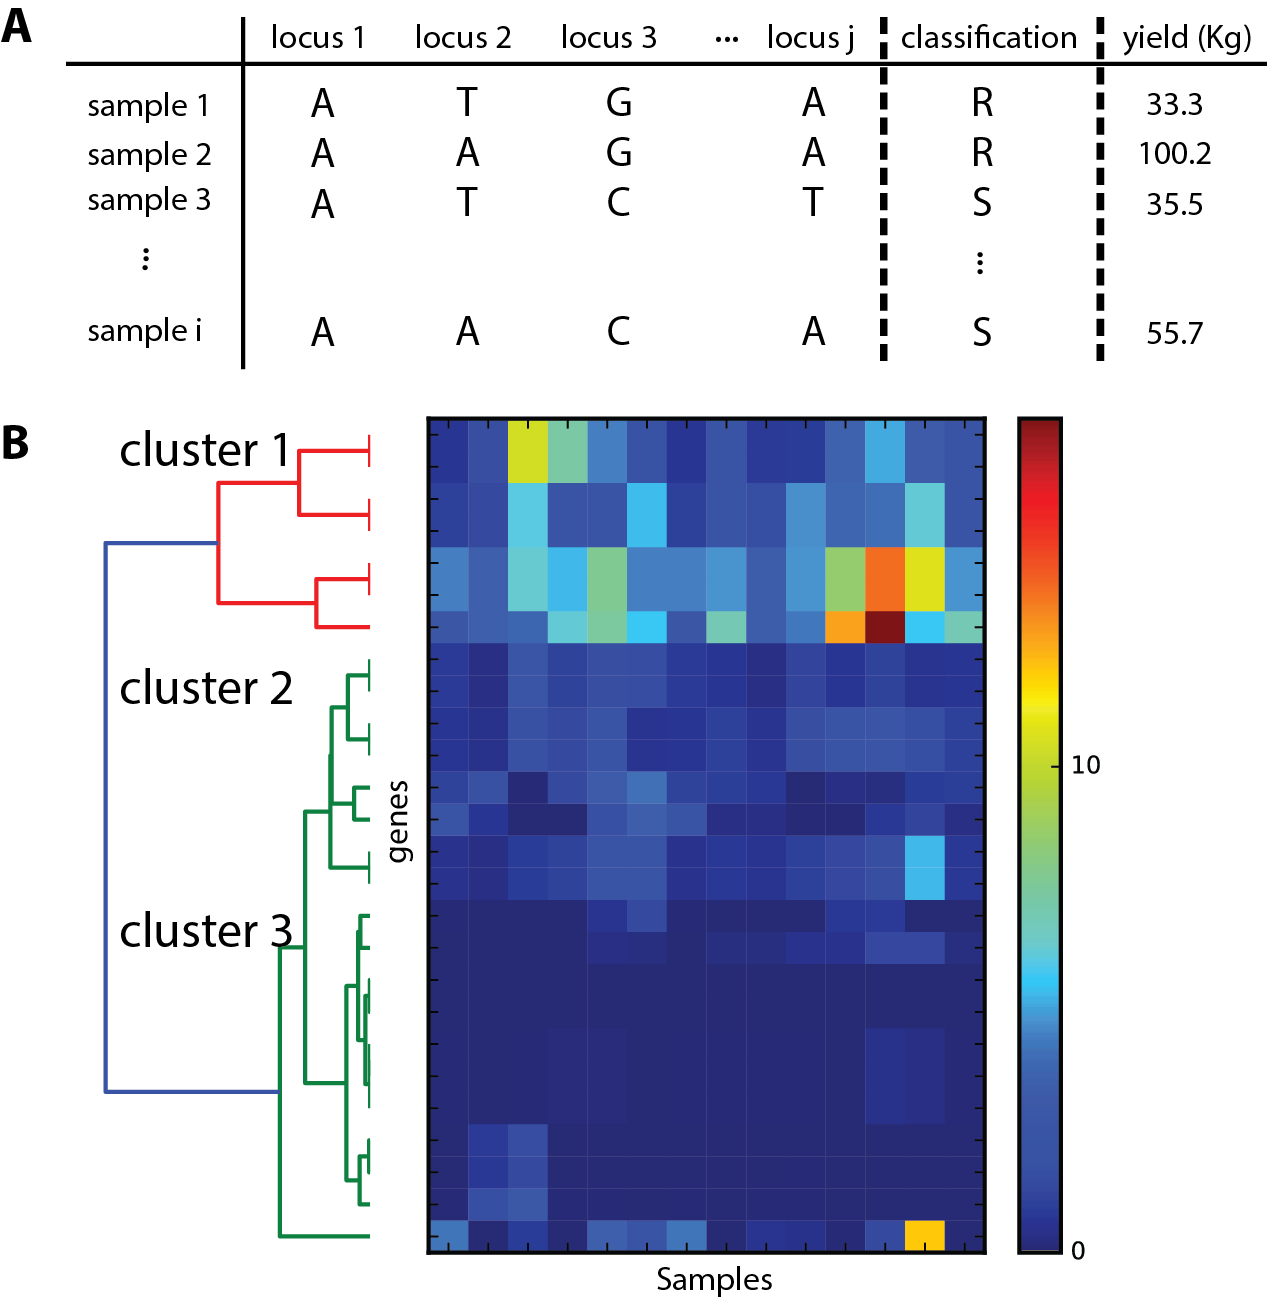 A
locus 1 locus 2 locus 3 ... locus j classification yield (Kg)
sample 1 A T G A R 33.3
sample 2 A A G A R 100.2
sample 3 A T C T S 35.5
⋮ ⋮
sample i A A C A S 55.7
B
cluster 1
cluster 2
cluster 3
genes
10
0
Samples